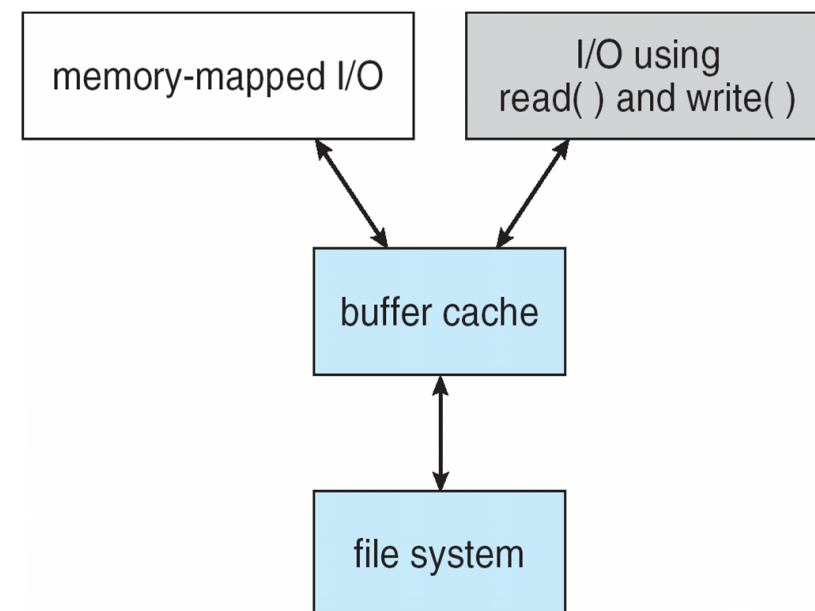 memory-mapped I/O
I/O using
read( ) and write( )
buffer cache
file system